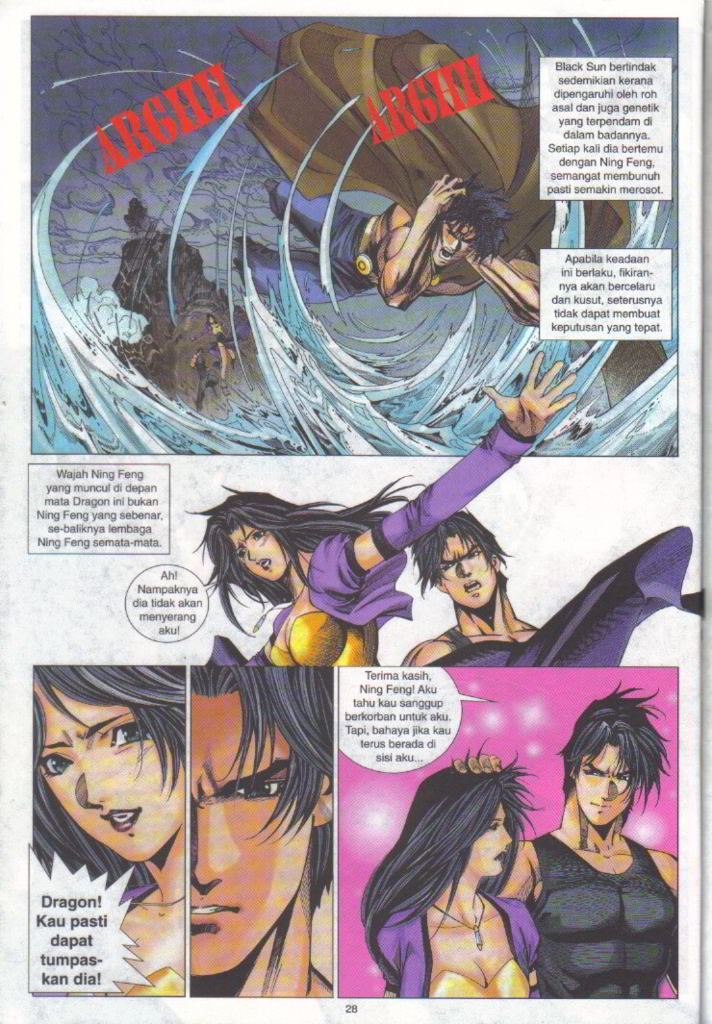 ARGHH
ARGHH
Black Sun bertindak
sedemikian kerana
dipengaruhi oleh roh
asal dan juga genetik
yang terpendam di
dalam badannya.
Setiap kali dia bertemu
dengan Ning Feng,
semangat membunuh
pasti semakin merosot.
Apabila keadaan
ini berlaku, fikiran-
nya akan bercelaru
dan kusut, seterusnya
tidak dapat membuat
keputusan yang tepat.
Wajah Ning Feng
yang muncul di depan
mata Dragon ini bukan
Ning Feng yang sebenar,
se-baliknya lembaga
Ning Feng semata-mata.
Ah!
Nampaknya
dia tidak akan
menyerang
aku!
Dragon!
Kau pasti
dapat
tumpas-
kan dia!
Terima kasih,
Ning Feng! Aku
tahu kau sanggup
berkorban untuk aku.
Tapi, bahaya jika kau
terus berada di
sisi aku...
28